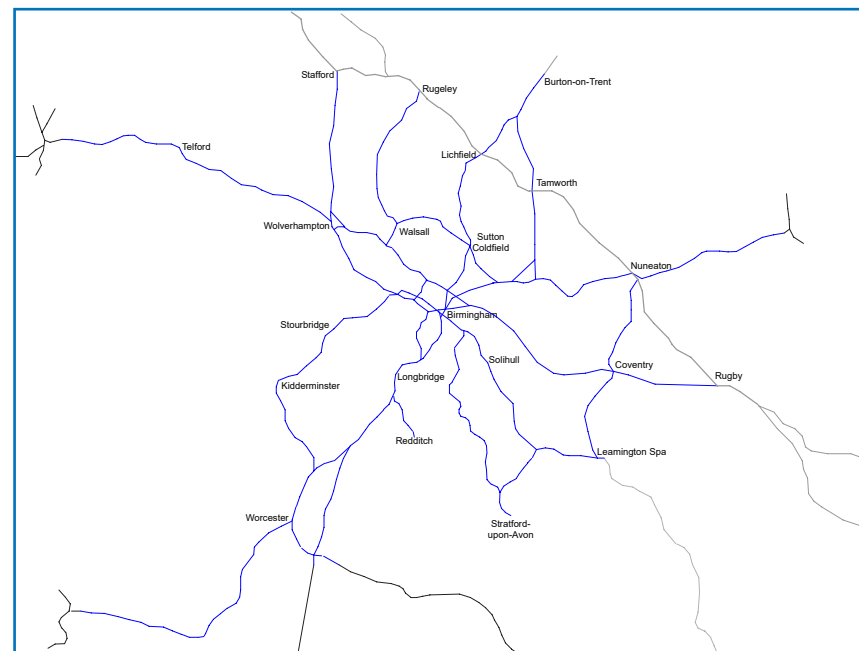 Stafford
Rugeley
Burton-on-Trent
Telford
Lichfield
Tamworth
Wolverhampton
Walsall
Sutton
Coldfield
Nuneaton
Birmingham
Stourbridge
Solihull
Coventry
Rugby
Kidderminster
Longbridge
Redditch
Leamington Spa
Worcester
Stratford-
upon-Avon